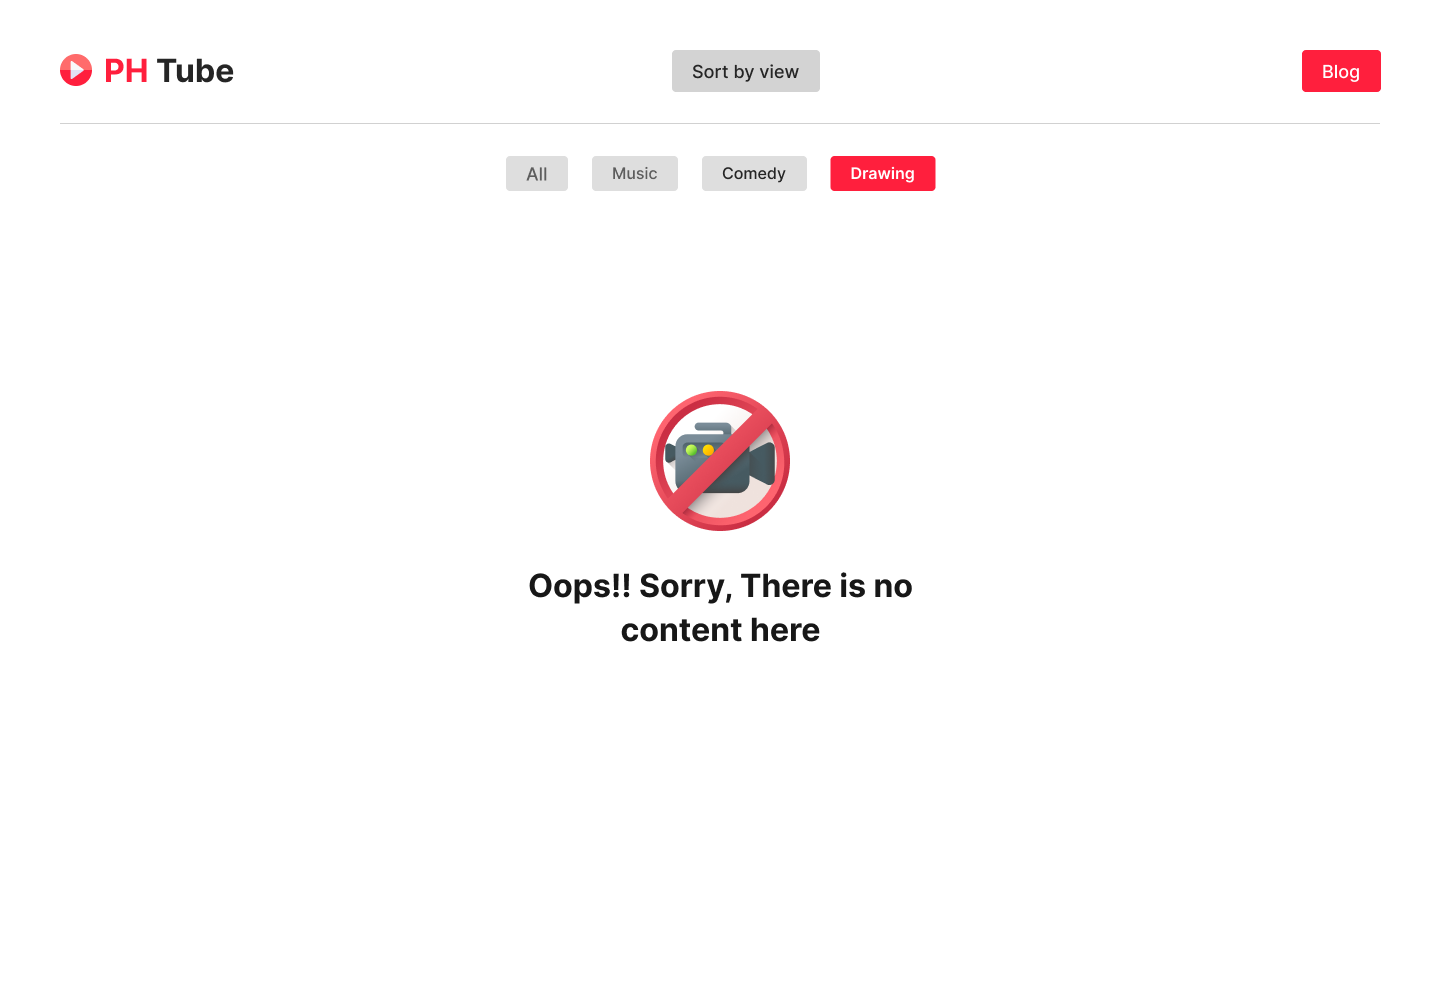 PH Tube
Sort by view
Blog
All
Music
Comedy
Drawing
Oops!! Sorry, There is no
content here